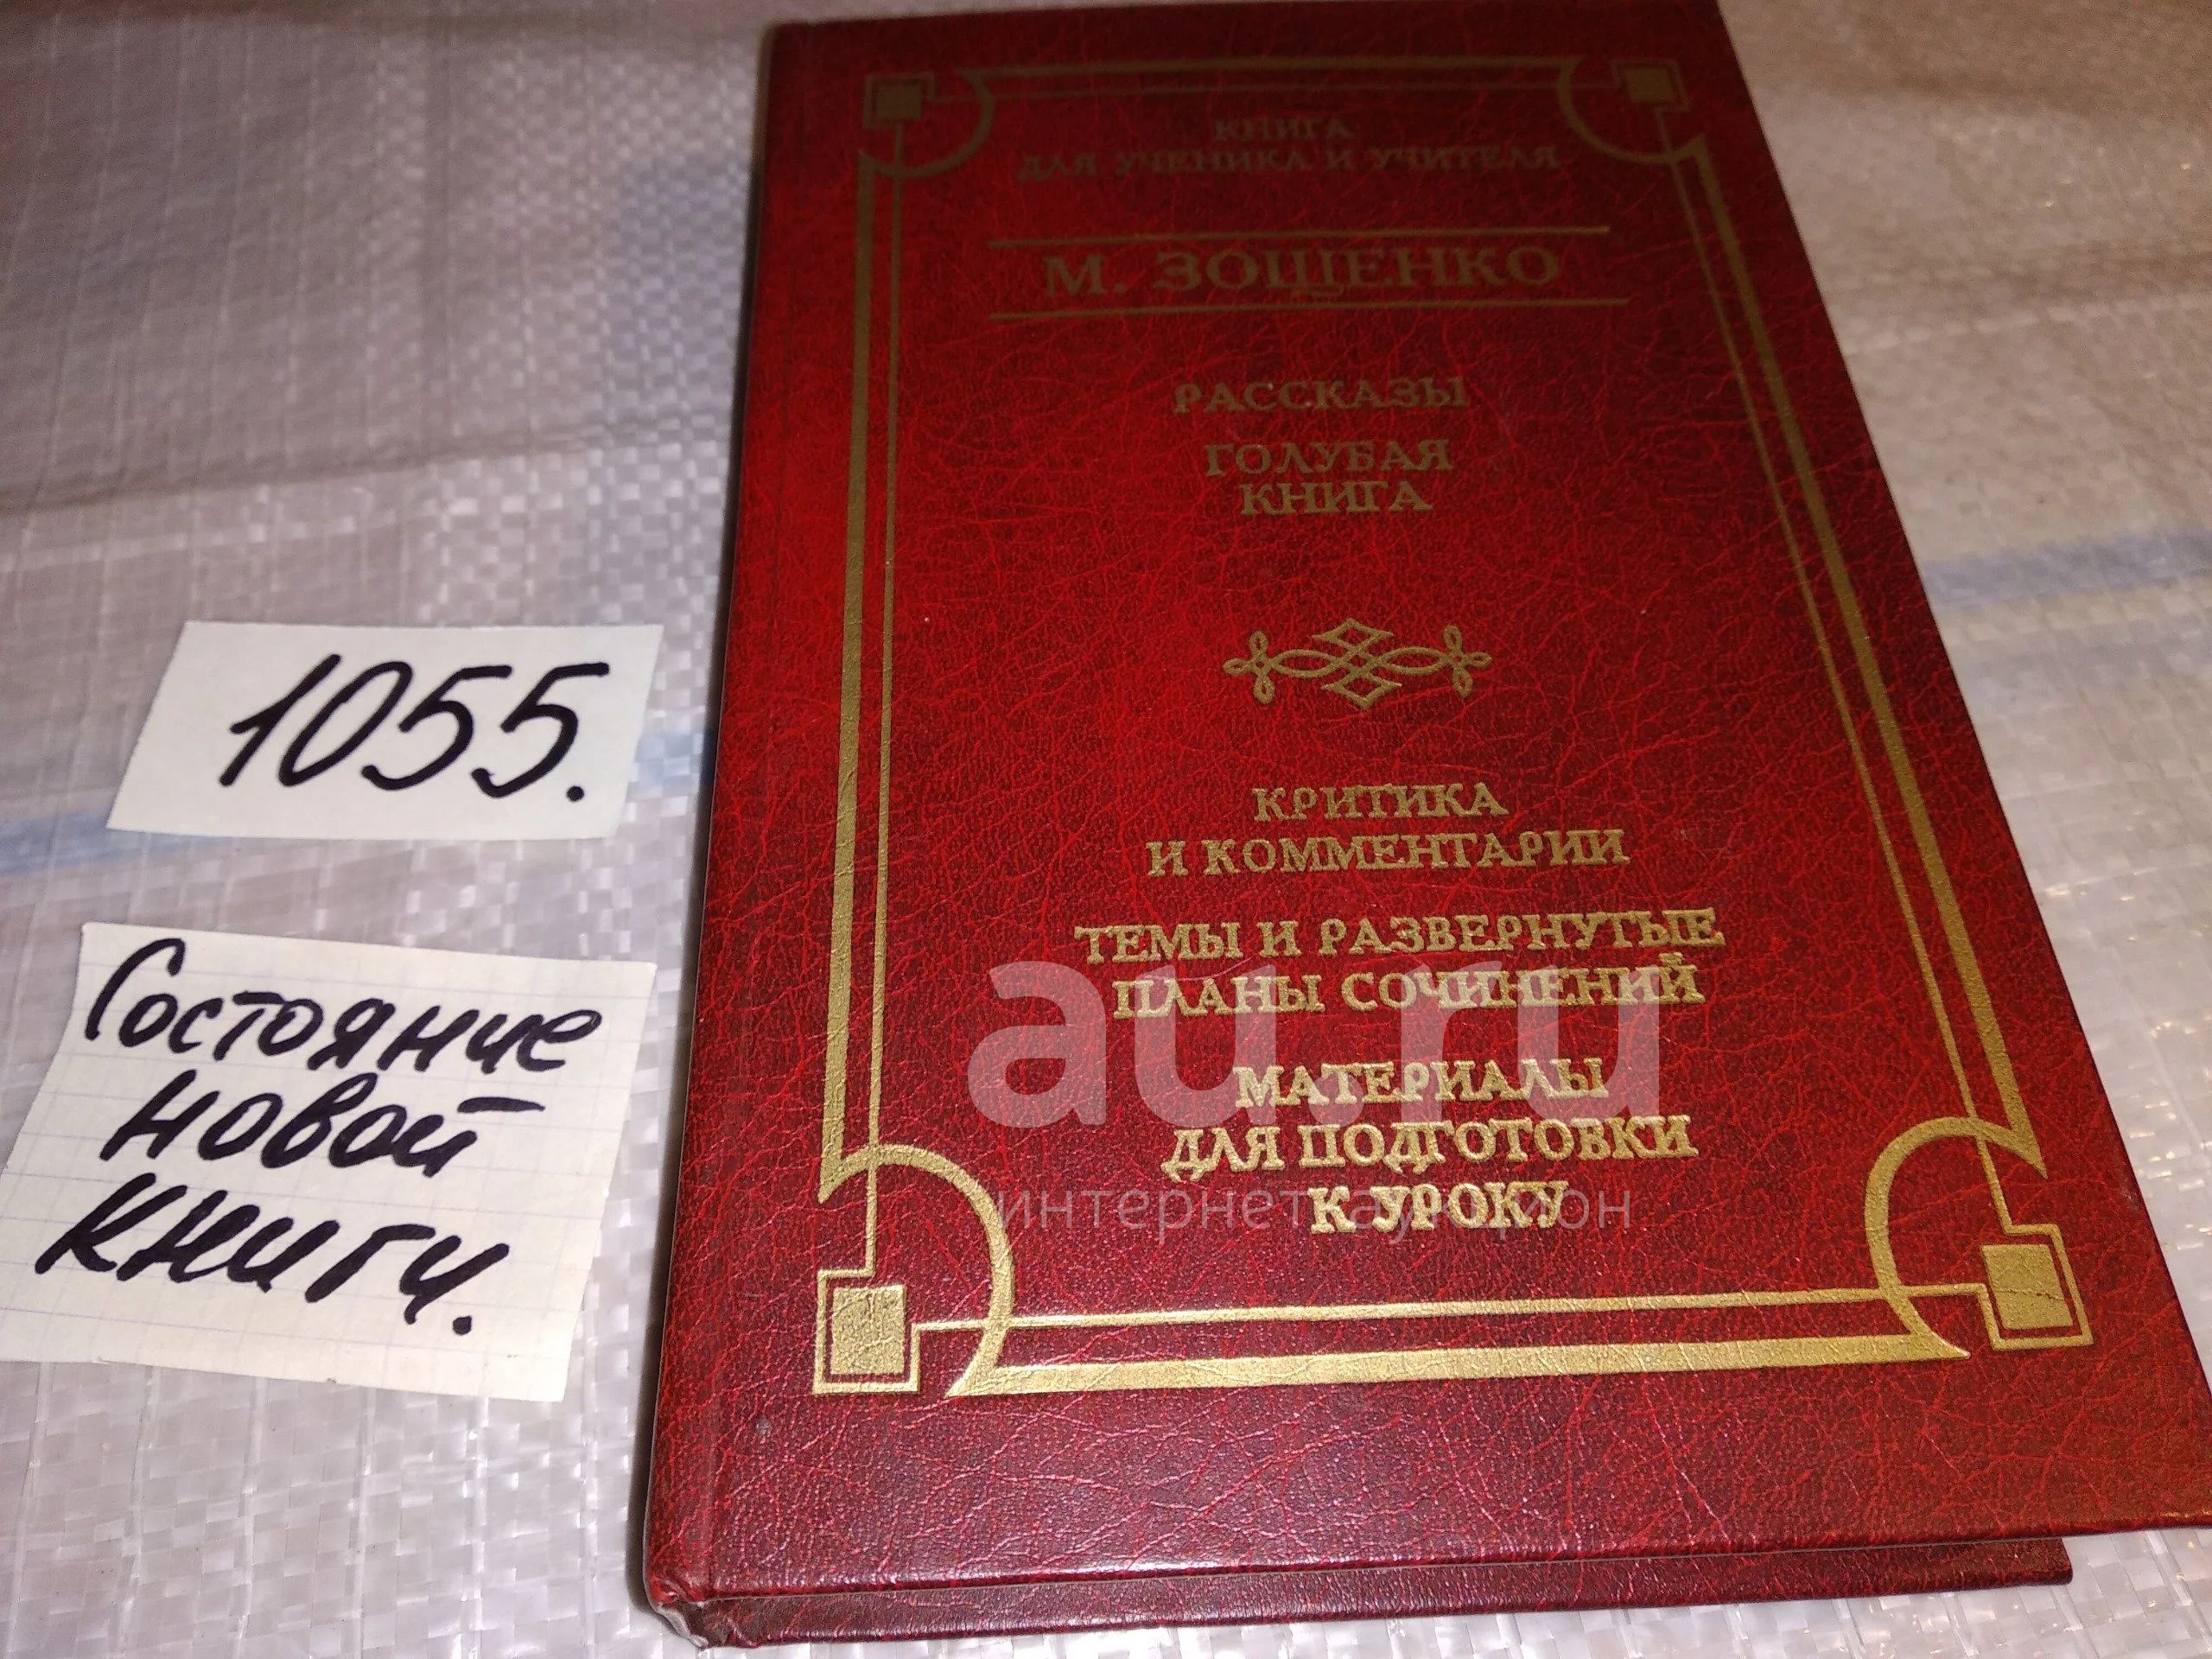 КНИГА
ДЛЯ УЧЕНИКА И УЧИТЕЛЯ
М. ЗОЩЕНКО
РАССКАЗЫ
ГОЛУБАЯ
КНИГА
КРИТИКА
И КОММЕНТАРИИ
ТЕМЫ И РАЗВЕРНУТЫЕ
ПЛАНЫ СОЧИНЕНИЙ
МАТЕРИАЛЫ
ДЛЯ ПОДГОТОВКИ
К УРОКУ
1055.
Состояние
новой
книги.
au.ru
интернет-аукцион